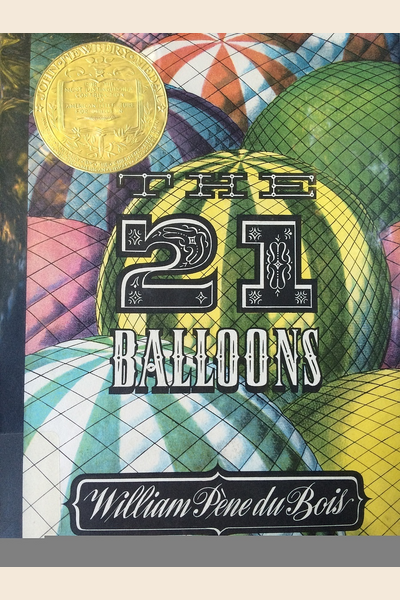 THE
21
BALLOONS
William Pène du Bois